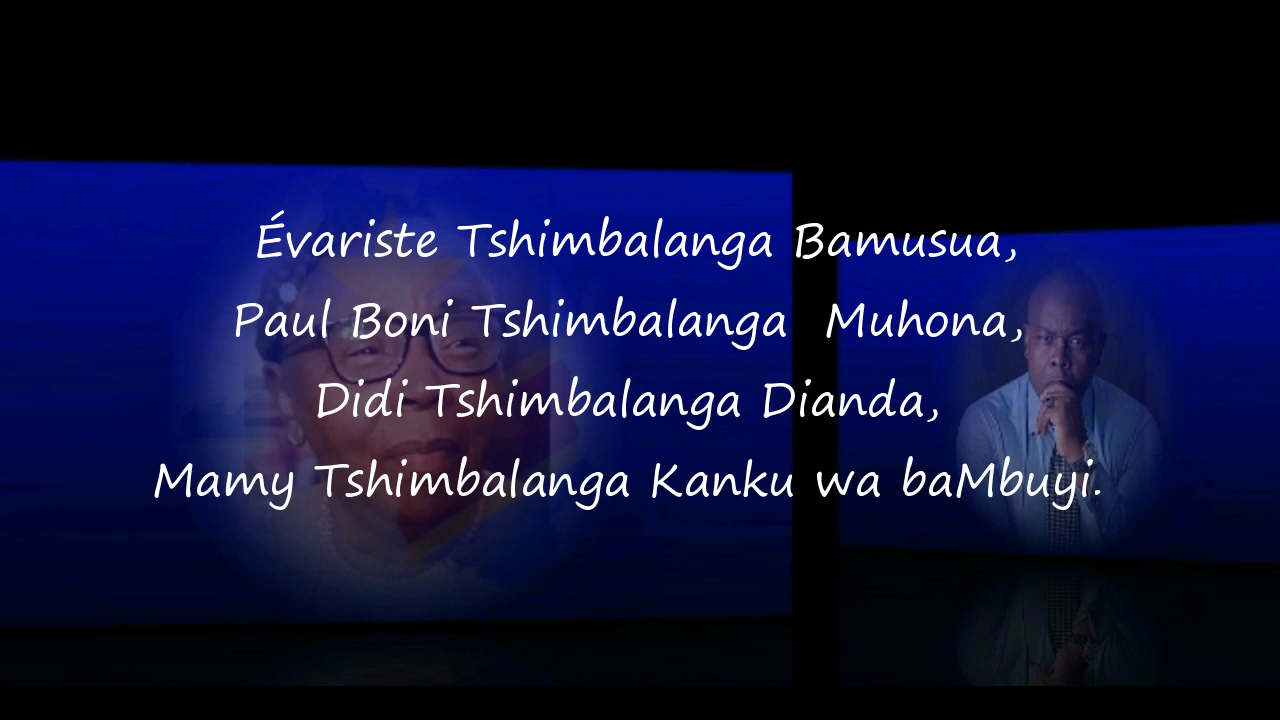 Évariste Tshimbalanga Bamusua,
Paul Boni Tshimbalanga Muhona,
Didi Tshimbalanga Dianda,
Mamy Tshimbalanga Kanku wa baMbuyi.